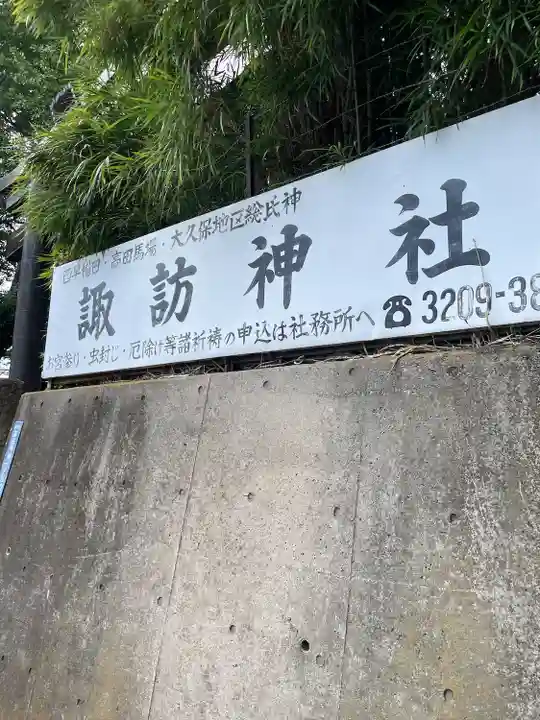 西早稲田・高田馬場・大久保地区総氏神
諏訪神社
お宮参り・虫封じ・厄除け等諸祈祷の申込は社務所へ ☎3209-38